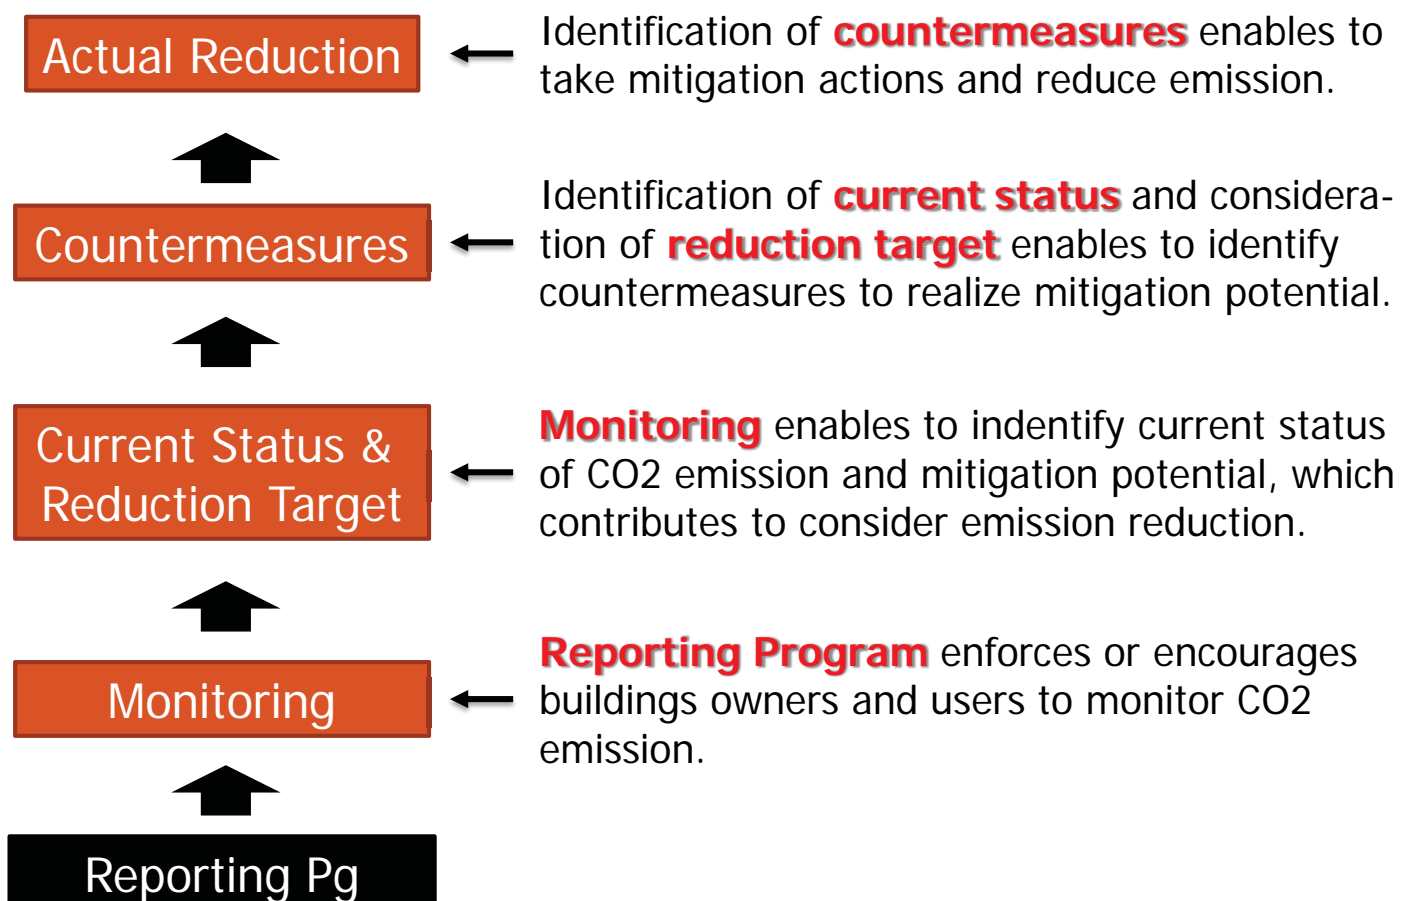 Actual Reduction
Identification of countermeasures enables to
take mitigation actions and reduce emission.
Countermeasures
Identification of current status and considera-
tion of reduction target enables to identify
countermeasures to realize mitigation potential.
Current Status &
Reduction Target
Monitoring enables to indentify current status
of CO2 emission and mitigation potential, which
contributes to consider emission reduction.
Monitoring
Reporting Program enforces or encourages
buildings owners and users to monitor CO2
emission.
Reporting Pg